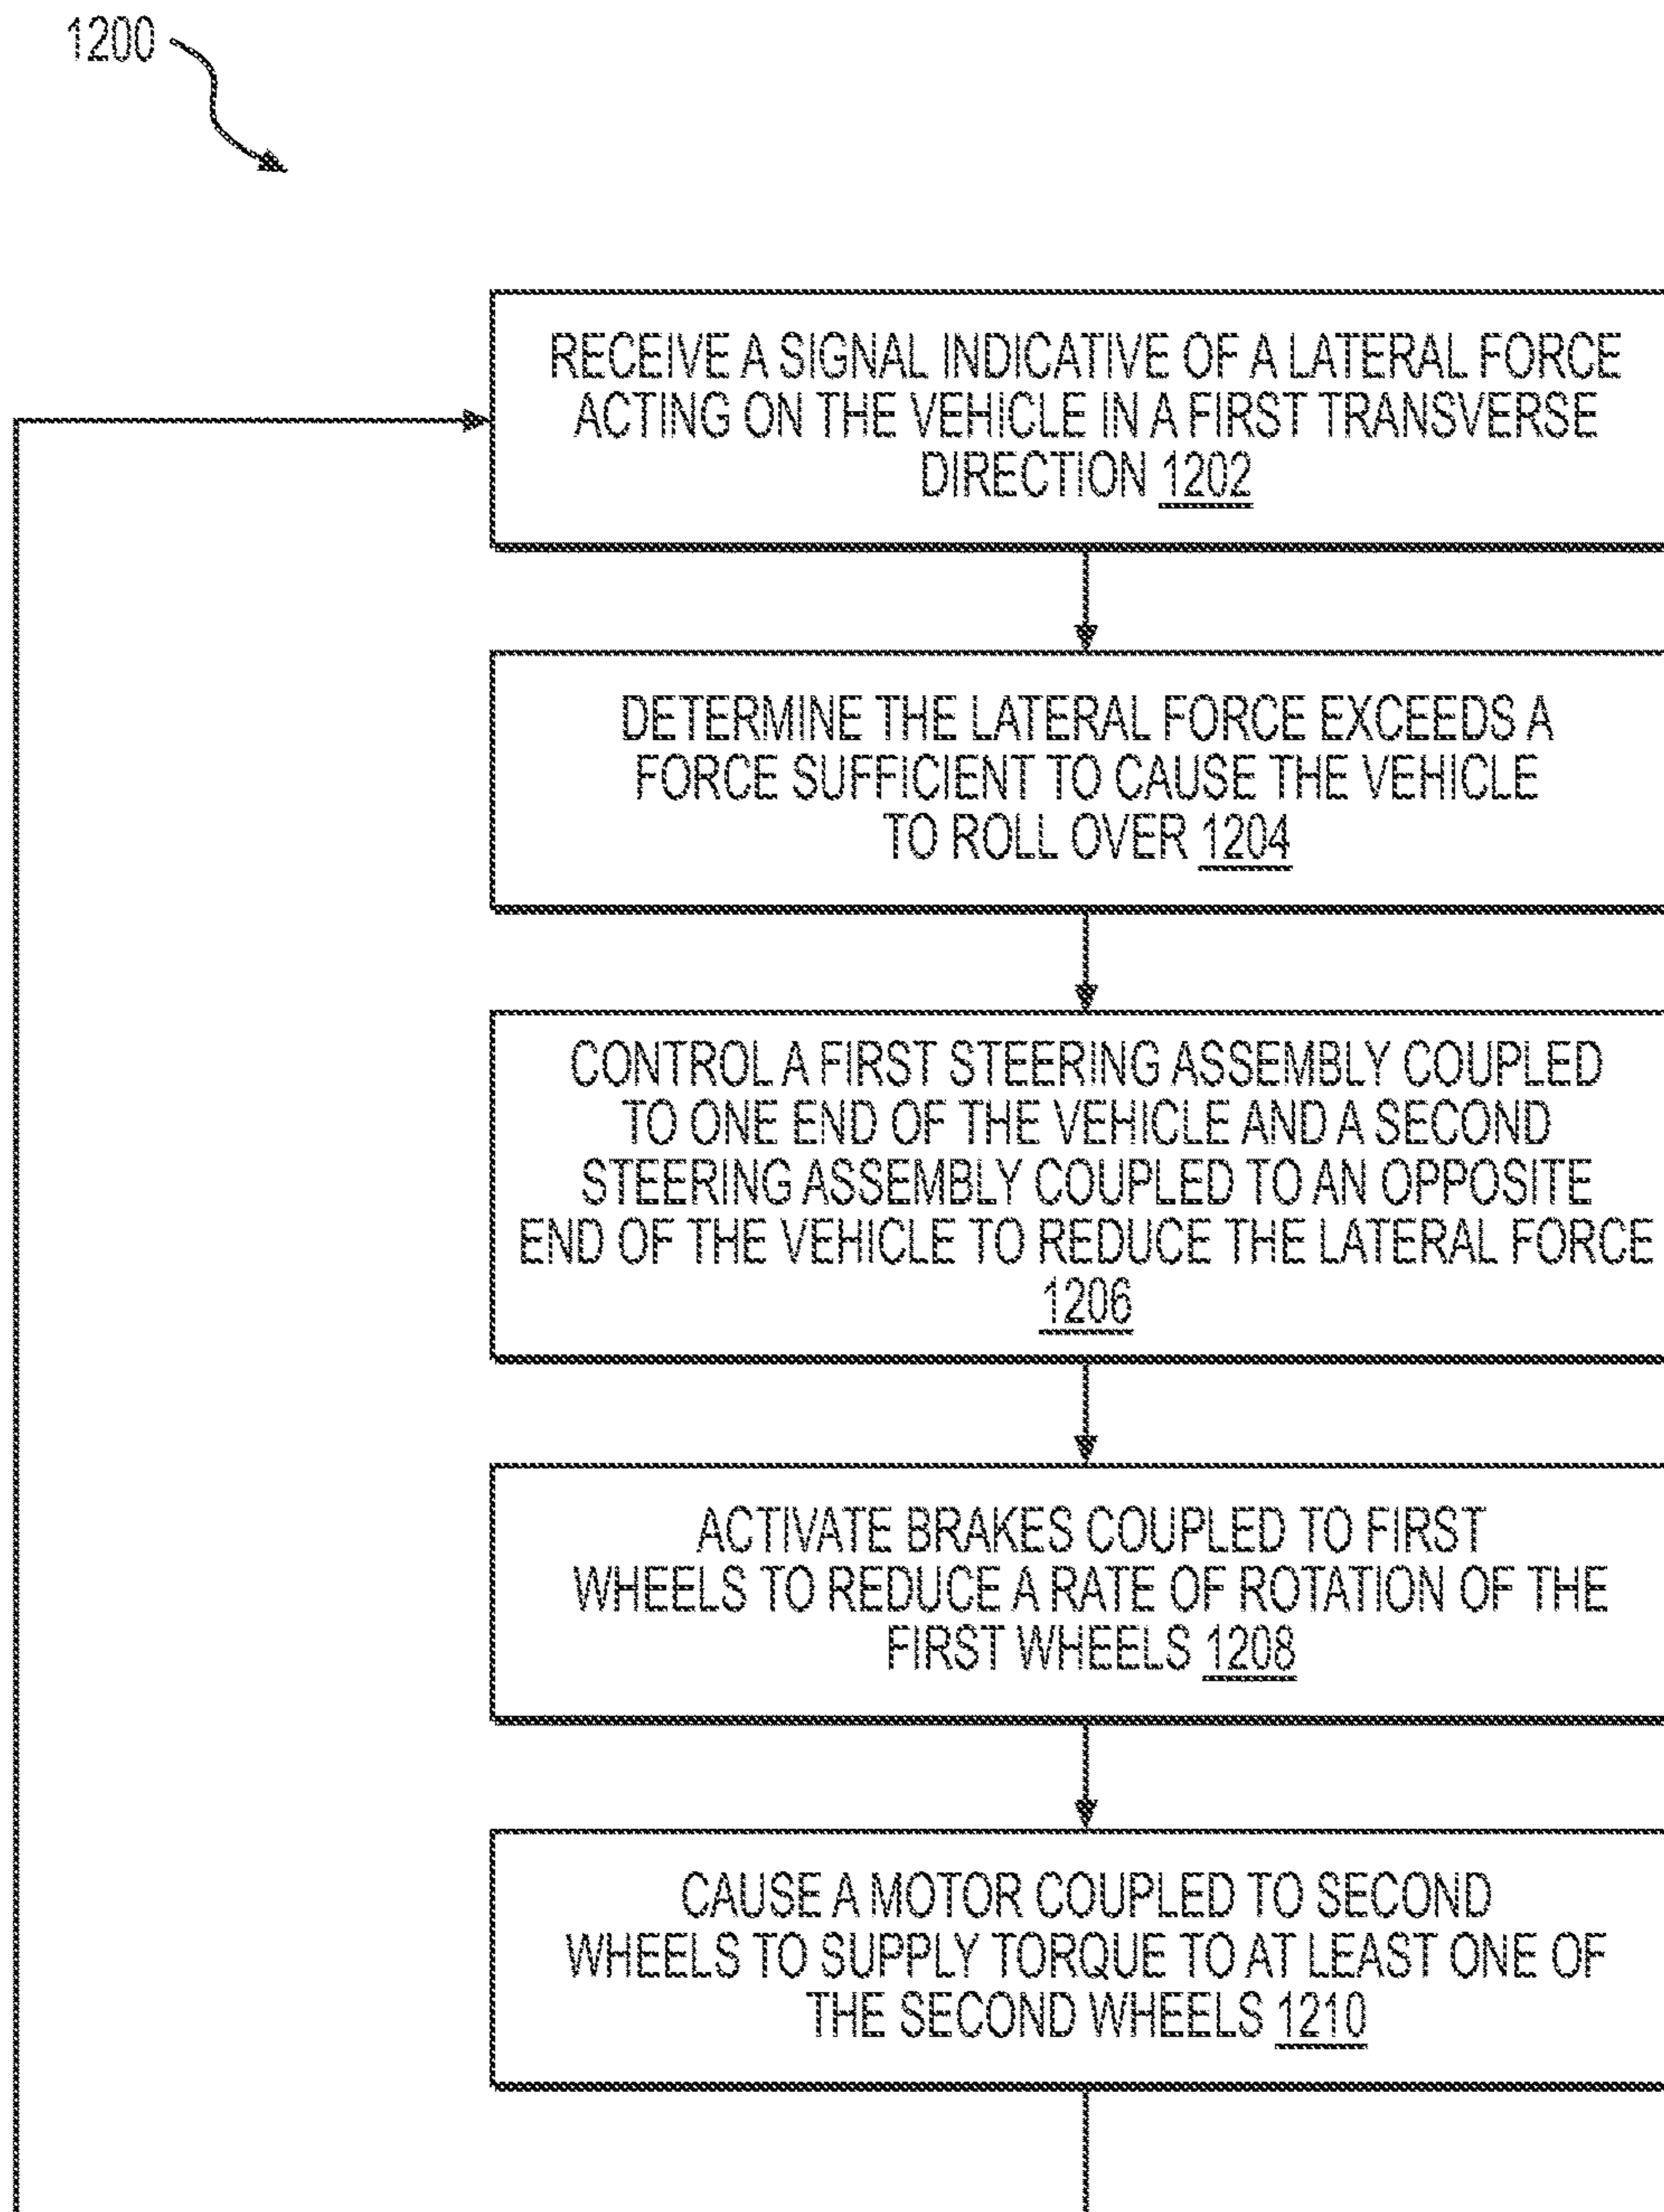 1200
RECEIVE A SIGNAL INDICATIVE OF A LATERAL FORCE
ACTING ON THE VEHICLE IN A FIRST TRANSVERSE
DIRECTION 1202
DETERMINE THE LATERAL FORCE EXCEEDS A
FORCE SUFFICIENT TO CAUSE THE VEHICLE
TO ROLL OVER 1204
CONTROL A FIRST STEERING ASSEMBLY COUPLED
TO ONE END OF THE VEHICLE AND A SECOND
STEERING ASSEMBLY COUPLED TO AN OPPOSITE
END OF THE VEHICLE TO REDUCE THE LATERAL FORCE
1206
ACTIVATE BRAKES COUPLED TO FIRST
WHEELS TO REDUCE A RATE OF ROTATION OF THE
FIRST WHEELS 1208
CAUSE A MOTOR COUPLED TO SECOND
WHEELS TO SUPPLY TORQUE TO AT LEAST ONE OF
THE SECOND WHEELS 1210